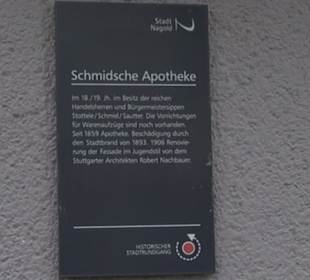 Stadt
Nagold
Schmidsche Apotheke
Im 18./19. Jh. im Besitz der reichen
Handelsherren und Bürgermeistersippen
Stottele/Schmiel/Sautter. Die Vorrichtungen
für Warenaufzüge sind noch vorhanden.
Seit 1859 Apotheke. Beschädigung durch
den Stadtbrand von 1893. 1906 Renovie-
rung der Fassade im Jugendstil von dem
Stuttgarter Architekten Robert Nachbauer.
HISTORISCHER
STADTRUNDGANG